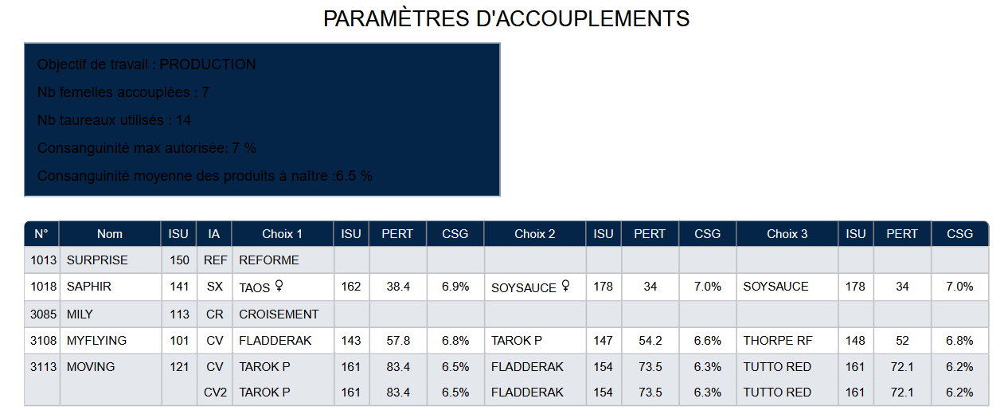 PARAMÈTRES D'ACCOUPLEMENTS
Objectif de travail : PRODUCTION
Nb femelles accouplées : 7
Nb taureaux utilisés : 14
Consanguinité max autorisée: 7 %
Consanguinité moyenne des produits à naître :6.5 %
N° Nom ISU IA Choix 1 ISU PERT CSG Choix 2 ISU PERT CSG Choix 3 ISU PERT CSG
1013 SURPRISE 150 REF REFORME
1018 SAPHIR 141 SX TAOS ♀ 162 38.4 6.9% SOYSAUCE ♀ 178 34 7.0% SOYSAUCE 178 34 7.0%
3085 MILY 113 CR CROISEMENT
3108 MYFLYING 101 CV FLADDERAK 143 57.8 6.8% TAROK P 147 54.2 6.6% THORPE RF 148 52 6.8%
3113 MOVING 121 CV TAROK P 161 83.4 6.5% FLADDERAK 154 73.5 6.3% TUTTO RED 161 72.1 6.2%
CV2 TAROK P 161 83.4 6.5% FLADDERAK 154 73.5 6.3% TUTTO RED 161 72.1 6.2%